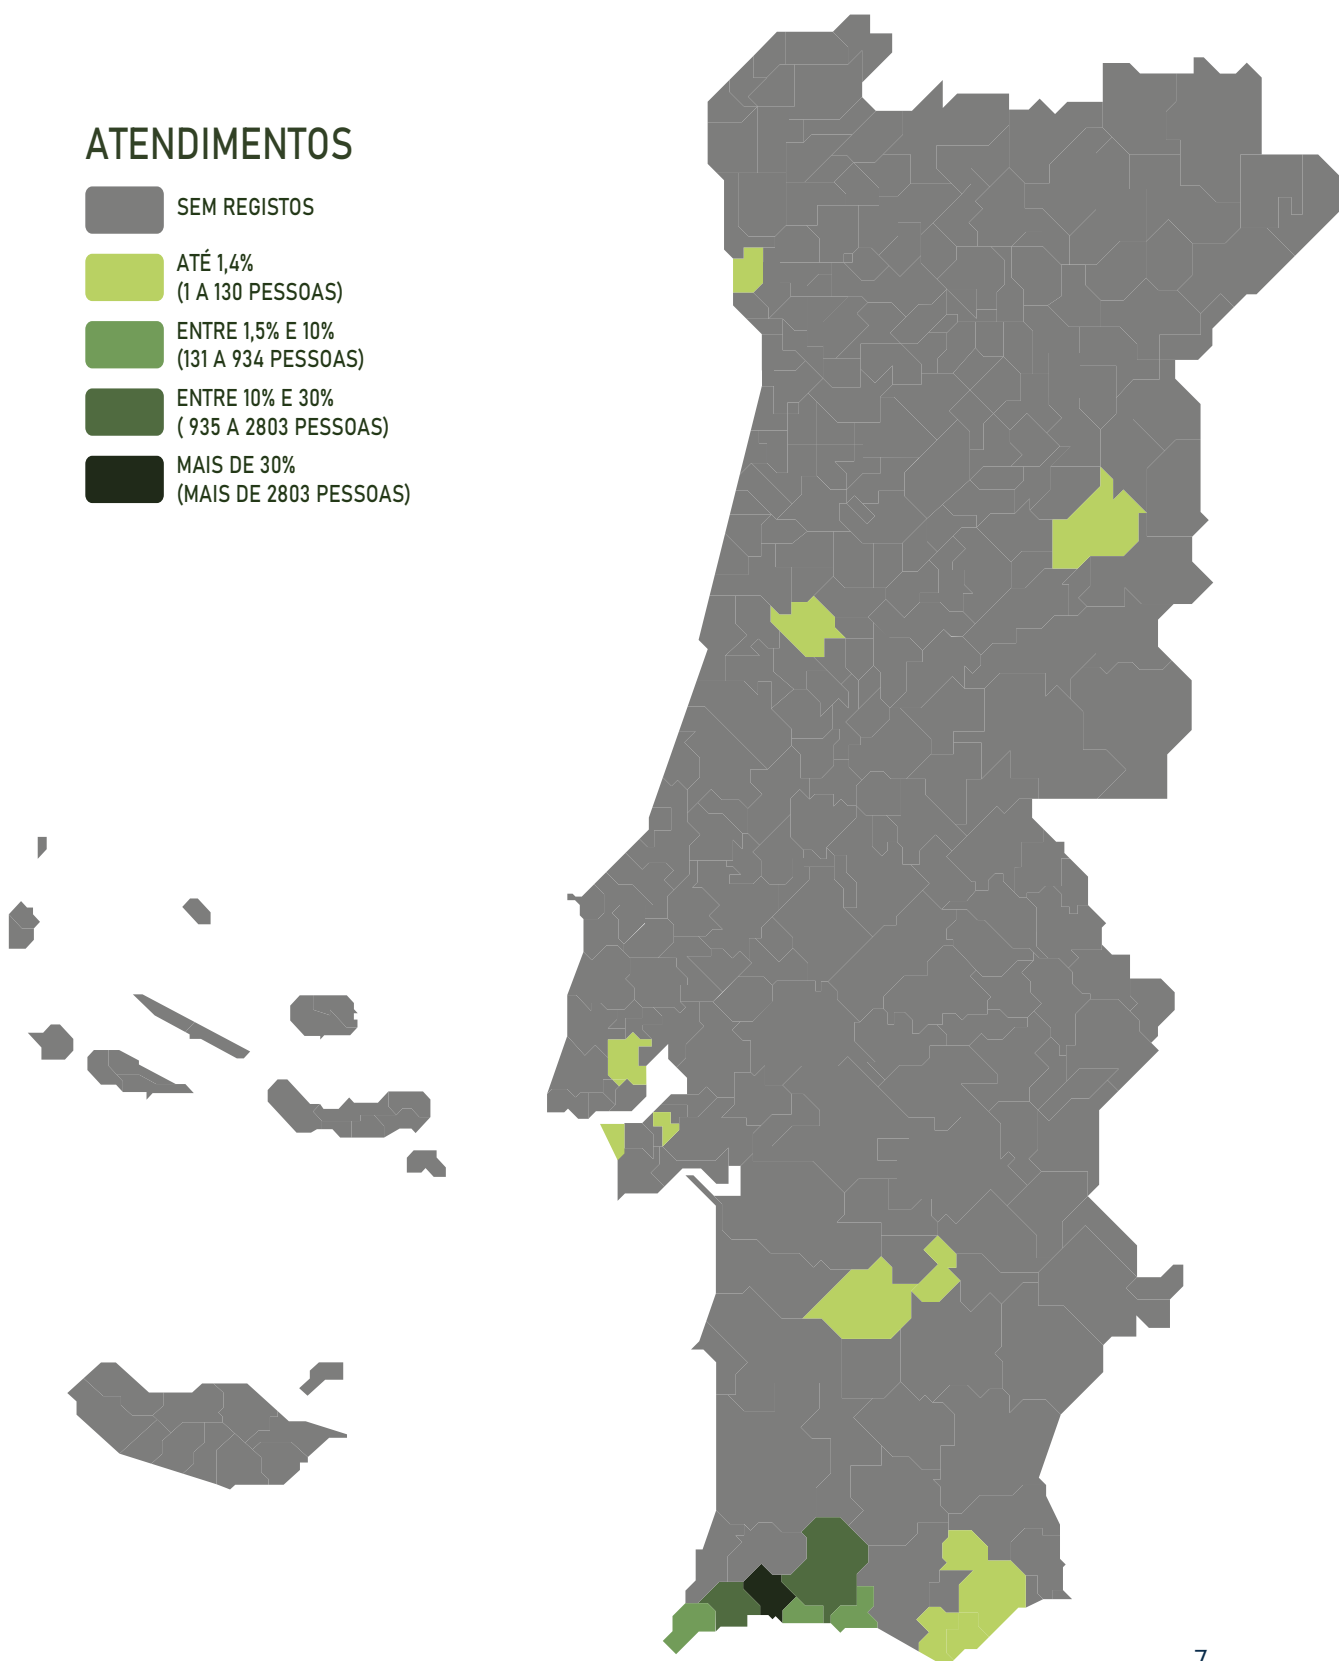 ATENDIMENTOS
SEM REGISTOS
ATÉ 1,4%
(1 A 130 PESSOAS)
ENTRE 1,5% E 10%
(131 A 934 PESSOAS)
ENTRE 10% E 30%
( 935 A 2803 PESSOAS)
MAIS DE 30%
(MAIS DE 2803 PESSOAS)
7